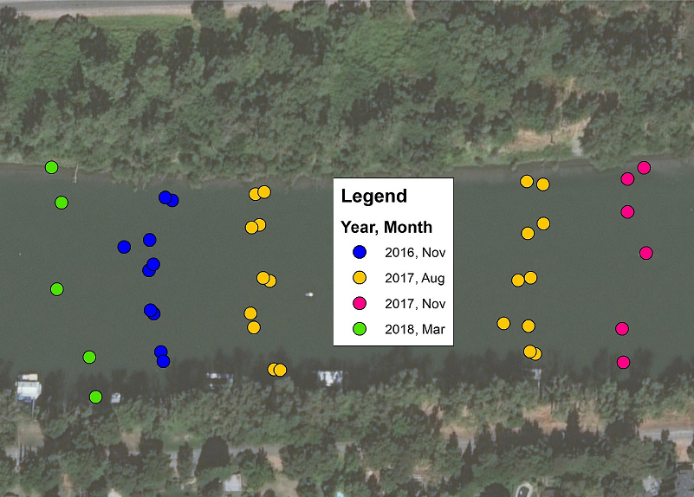 Legend
Year, Month
2016, Nov
2017, Aug
2017, Nov
2018, Mar